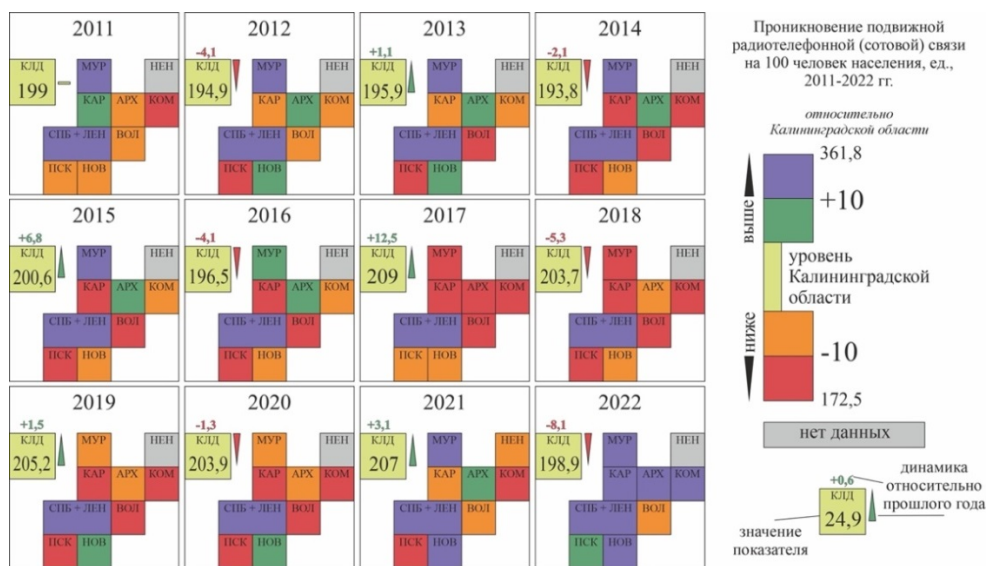 2011
КЛД МУР НЕН
199
КАР АРХ КОМ
СПБ + ЛЕН ВОЛ
ПСК НОВ
2012
-4,1
КЛД МУР НЕН
194,9
КАР АРХ КОМ
СПБ + ЛЕН ВОЛ
ПСК НОВ
2013
+1,1
КЛД МУР НЕН
195,9
КАР АРХ КОМ
СПБ + ЛЕН ВОЛ
ПСК НОВ
2014
-2,1
КЛД МУР НЕН
193,8
КАР АРХ КОМ
СПБ + ЛЕН ВОЛ
ПСК НОВ
2015
+6,8
КЛД МУР НЕН
200,6
КАР АРХ КОМ
СПБ + ЛЕН ВОЛ
ПСК НОВ
2016
-4,1
КЛД МУР НЕН
196,5
КАР АРХ КОМ
СПБ + ЛЕН ВОЛ
ПСК НОВ
2017
+12,5
КЛД МУР НЕН
209
КАР АРХ КОМ
СПБ + ЛЕН ВОЛ
ПСК НОВ
2018
-5,3
КЛД МУР НЕН
203,7
КАР АРХ КОМ
СПБ + ЛЕН ВОЛ
ПСК НОВ
2019
+1,5
КЛД МУР НЕН
205,2
КАР АРХ КОМ
СПБ + ЛЕН ВОЛ
ПСК НОВ
2020
-1,3
КЛД МУР НЕН
203,9
КАР АРХ КОМ
СПБ + ЛЕН ВОЛ
ПСК НОВ
2021
+3,1
КЛД МУР НЕН
207
КАР АРХ КОМ
СПБ + ЛЕН ВОЛ
ПСК НОВ
2022
-8,1
КЛД МУР НЕН
198,9
КАР АРХ КОМ
СПБ + ЛЕН ВОЛ
ПСК НОВ
Проникновение подвижной
радиотелефонной (сотовой) связи
на 100 человек населения, ед.,
2011-2022 гг.
относительно
Калининградской области
361,8
выше
+10
уровень
Калининградской
области
ниже
-10
172,5
нет данных
динамика
относительно
прошлого года
+0,6
КЛД
24,9
значение
показателя